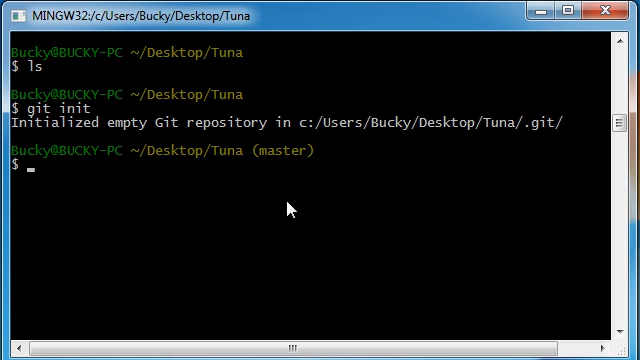 MINGW32:/c/Users/Bucky/Desktop/Tuna
Bucky@BUCKY-PC ~/Desktop/Tuna
$ ls
Bucky@BUCKY-PC ~/Desktop/Tuna
$ git init
Initialized empty Git repository in c:/Users/Bucky/Desktop/Tuna/.git/
Bucky@BUCKY-PC ~/Desktop/Tuna (master)
$ _